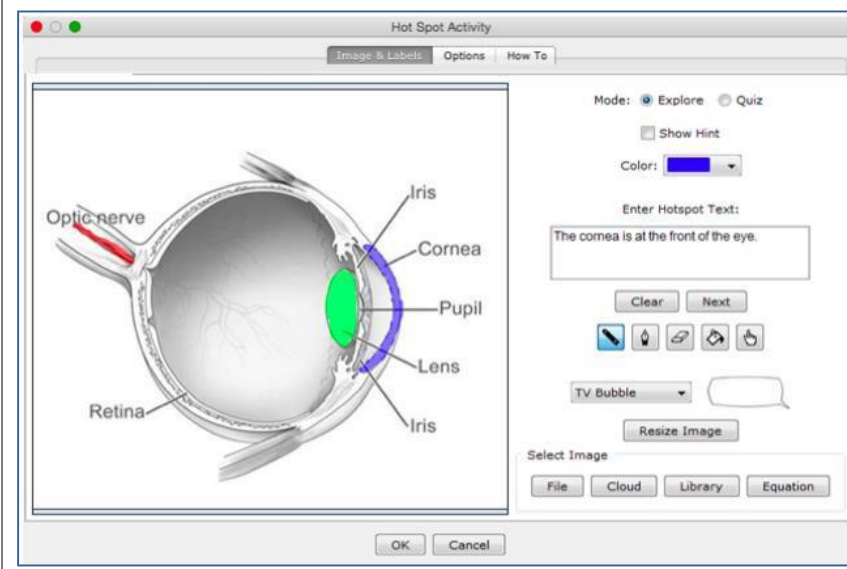 Hot Spot Activity
Image & Labels Options How To
Mode: Explore Quiz
Show Hint
Color:
Enter Hotspot Text:
The cornea is at the front of the eye.
Clear Next
TV Bubble
Resize Image
Select Image
File Cloud Library Equation
Optic nerve
Iris
Cornea
Pupil
Lens
Iris
Retina
OK Cancel